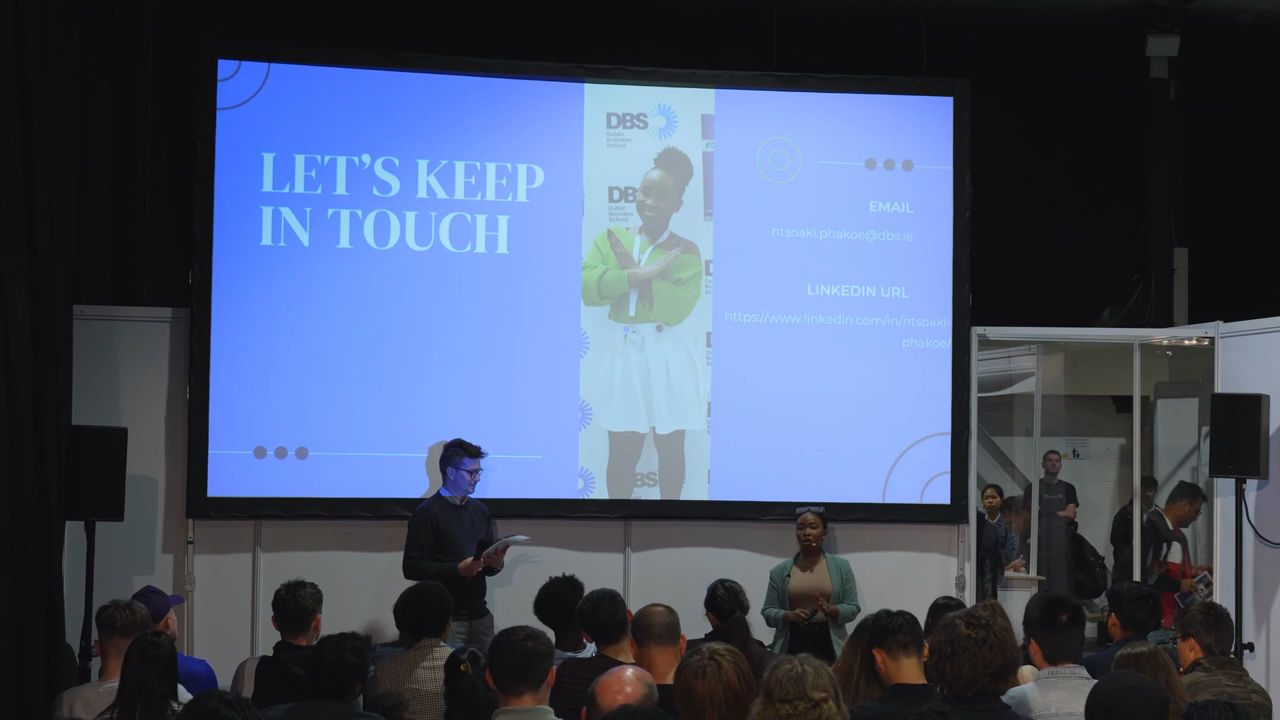 LET'S KEEP
IN TOUCH
DBS
Dublin
Business
School
DB
Dublin
Business
School
DBS
EMAIL
ntsoaki.phakoe@dbs.ie
LINKEDIN URL
https://www.linkedin.com/in/ntsoaki-
phakoe/